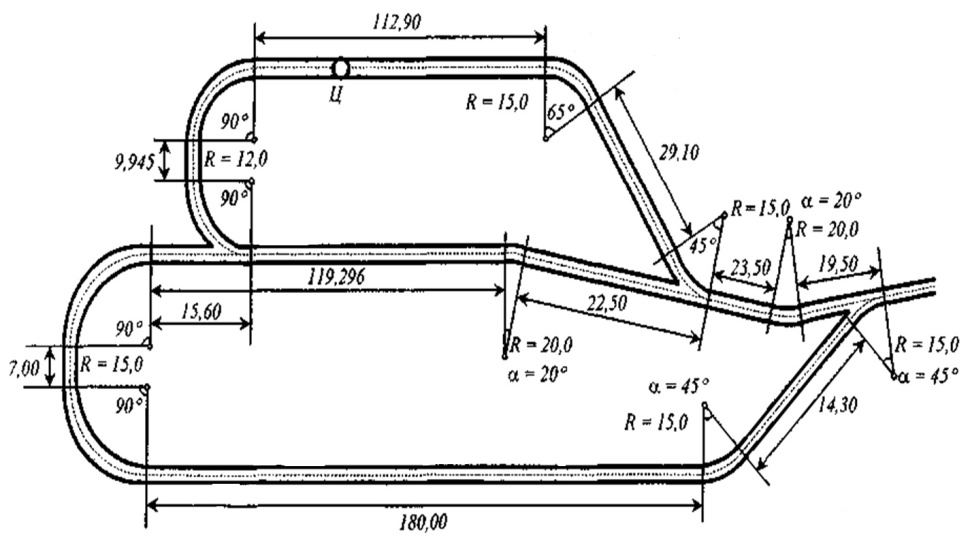 112,90
Ц
90°
R = 15,0
65°
9,945
R = 12,0
90°
29,10
45°
R = 15,0
α = 20°
R = 20,0
23,50
19,50
119,296
22,50
15,60
90°
7,00
R = 15,0
90°
R = 20,0
α = 20°
α = 45°
R = 15,0
R = 15,0
α = 45°
14,30
180,00